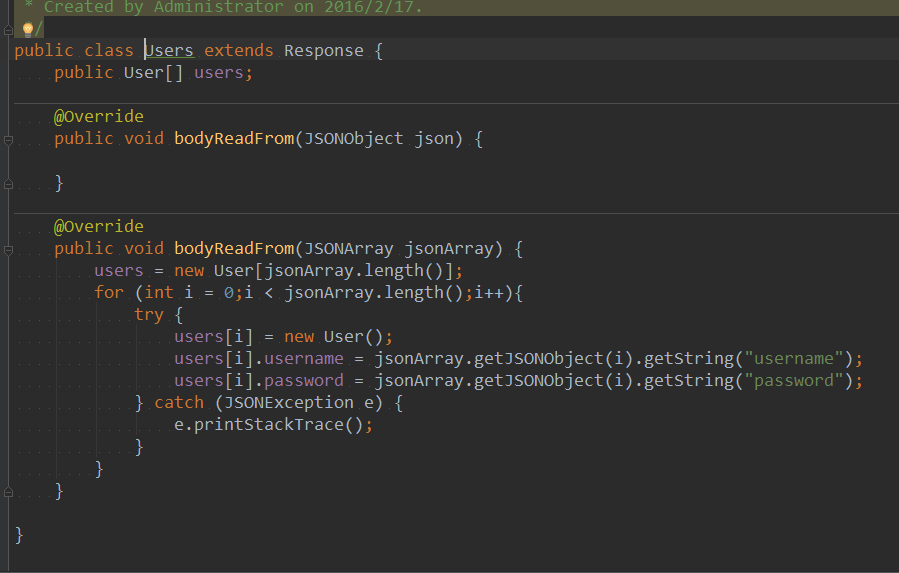 * Created by Administrator on 2016/2/17.
*/
public class Users extends Response {
    public User[] users;

    @Override
    public void bodyReadFrom(JSONObject json) {

    }

    @Override
    public void bodyReadFrom(JSONArray jsonArray) {
        users = new User[jsonArray.length()];
        for (int i = 0;i < jsonArray.length();i++){
            try {
                users[i] = new User();
                users[i].username = jsonArray.getJSONObject(i).getString("username");
                users[i].password = jsonArray.getJSONObject(i).getString("password");
            } catch (JSONException e) {
                e.printStackTrace();
            }
        }
    }

}